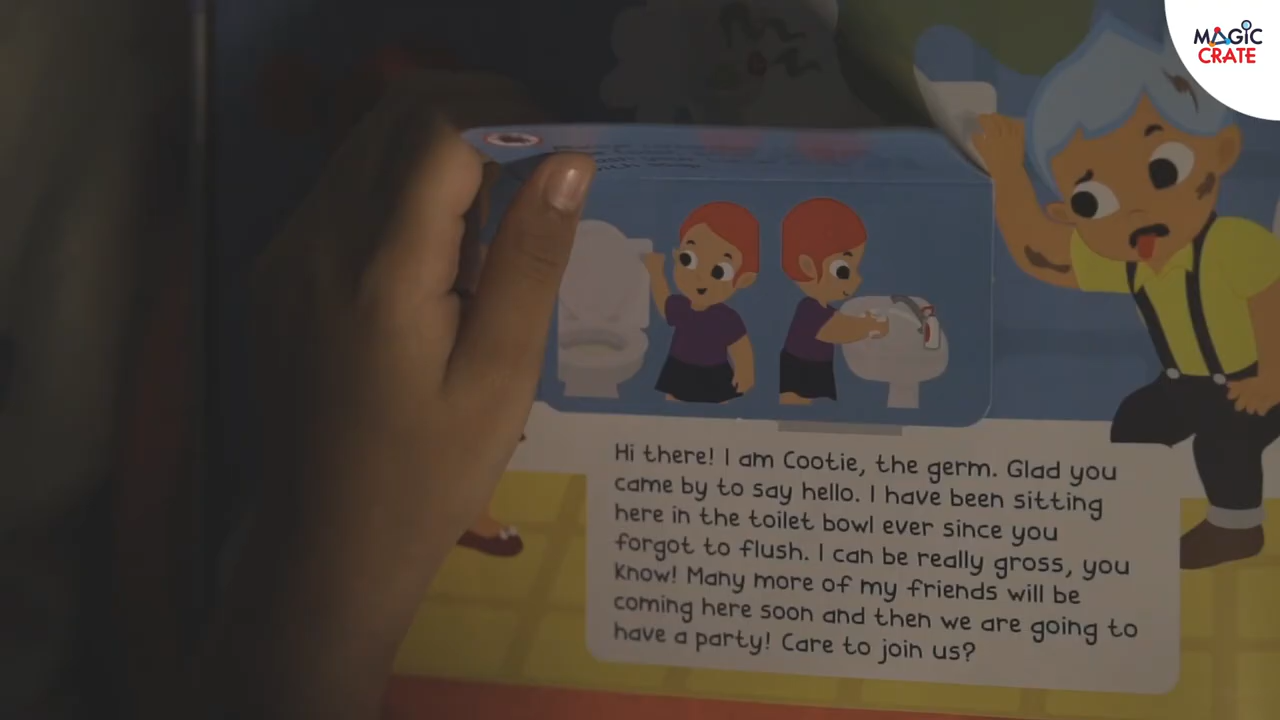 MAGIC
CRATE
Hi there! I am Cootie, the germ. Glad you
came by to say hello. I have been sitting
here in the toilet bowl ever since you
forgot to flush. I can be really gross, you
know! Many more of my friends will be
coming here soon and then we are going to
have a party! Care to join us?